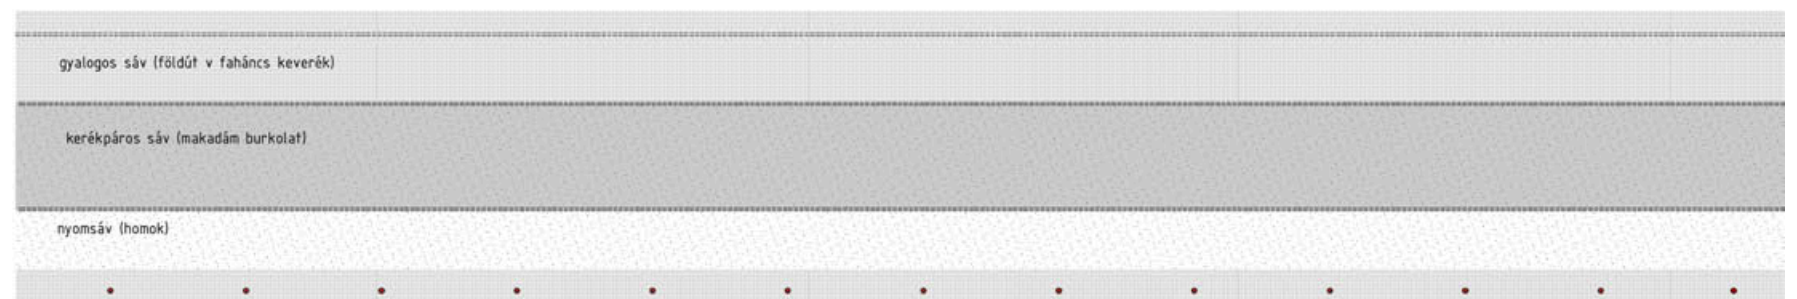 gyalogos sáv (földút v faháncs keverék)
kerékpáros sáv (makadám burkolat)
nyomsáv (homok)